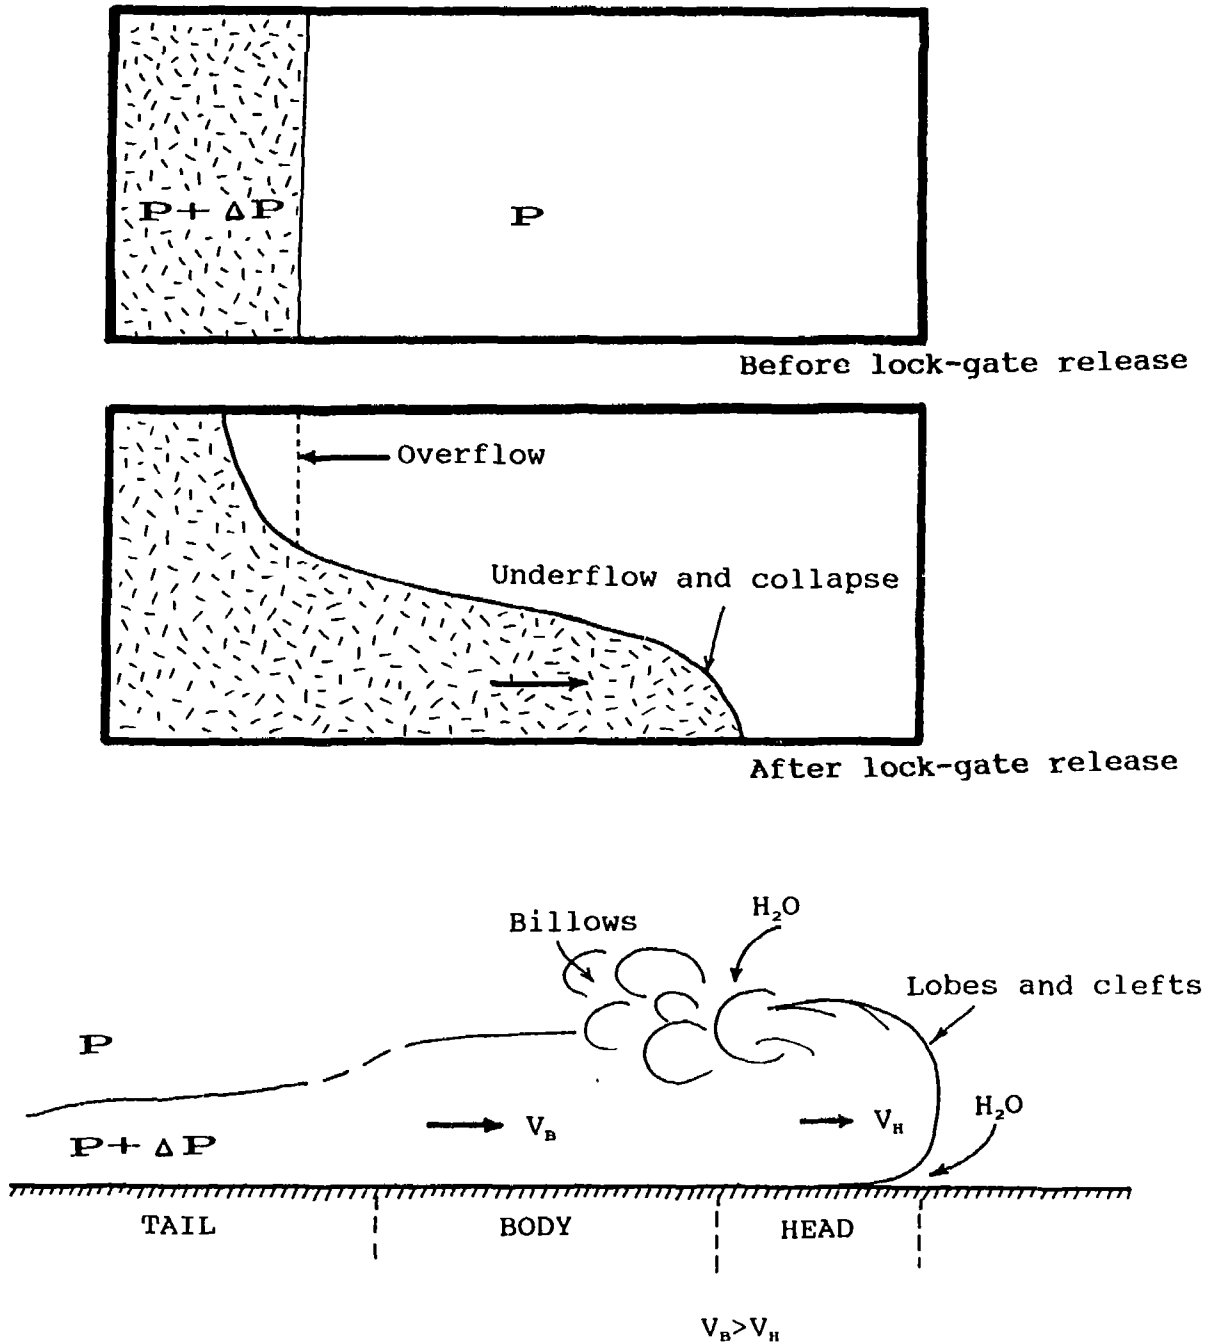 P+ ΔP
P
Before lock-gate release
Overflow
Underflow and collapse
After lock-gate release
Billows
H₂O
Lobes and clefts
P
P+ ΔP
V_B
V_H
H₂O
TAIL
BODY
HEAD
V_B>V_H